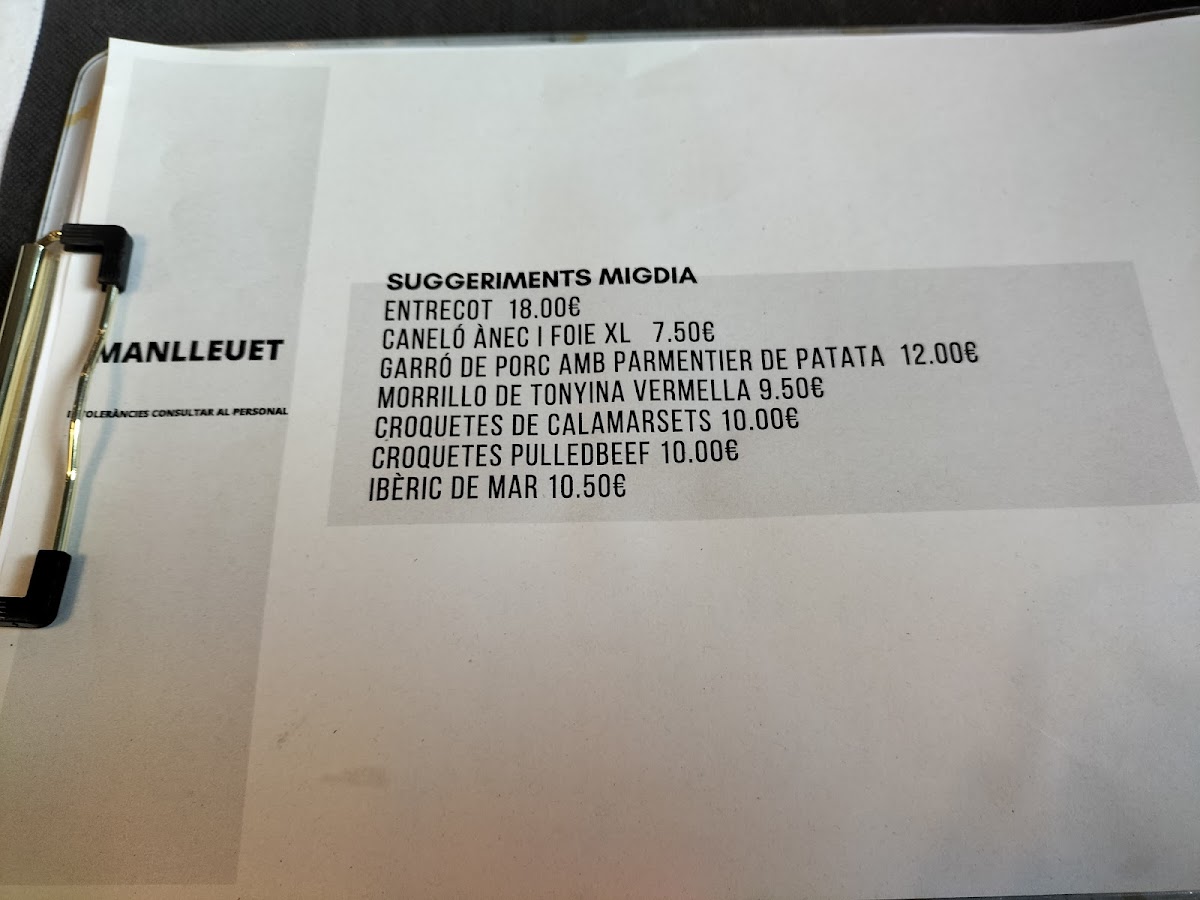 MANLLEUET
INTOLERÀNCIES CONSULTAR AL PERSONAL
SUGGERIMENTS MIGDIA
ENTRECOT 18.00€
CANELÓ ÀNEC I FOIE XL 7.50€
GARRÓ DE PORC AMB PARMENTIER DE PATATA 12.00€
MORRILLO DE TONYINA VERMELLA 9.50€
CROQUETES DE CALAMARSETS 10.00€
CROQUETES PULLEDBEEF 10.00€
IBÈRIC DE MAR 10.50€